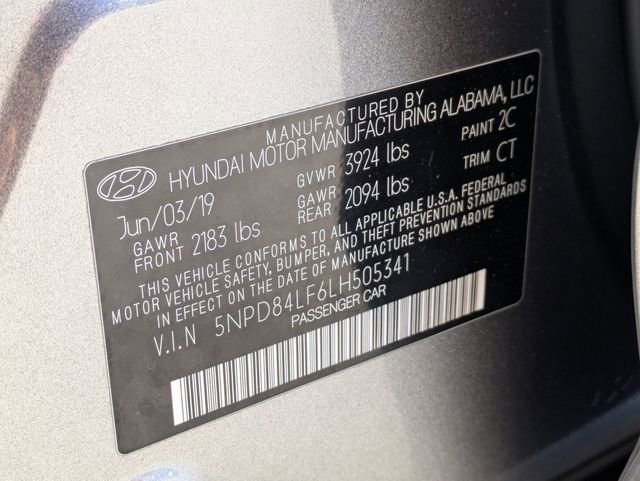 MANUFACTURED BY
HYUNDAI MOTOR MANUFACTURING ALABAMA, LLC
Jun/03/19 GVWR 3924 lbs PAINT 2C
GAWR FRONT 2183 lbs GAWR REAR 2094 lbs TRIM CT
THIS VEHICLE CONFORMS TO ALL APPLICABLE U.S.A. FEDERAL
MOTOR VEHICLE SAFETY, BUMPER, AND THEFT PREVENTION STANDARDS
IN EFFECT ON THE DATE OF MANUFACTURE SHOWN ABOVE
V.I.N 5NPD84LF6LH505341
PASSENGER CAR